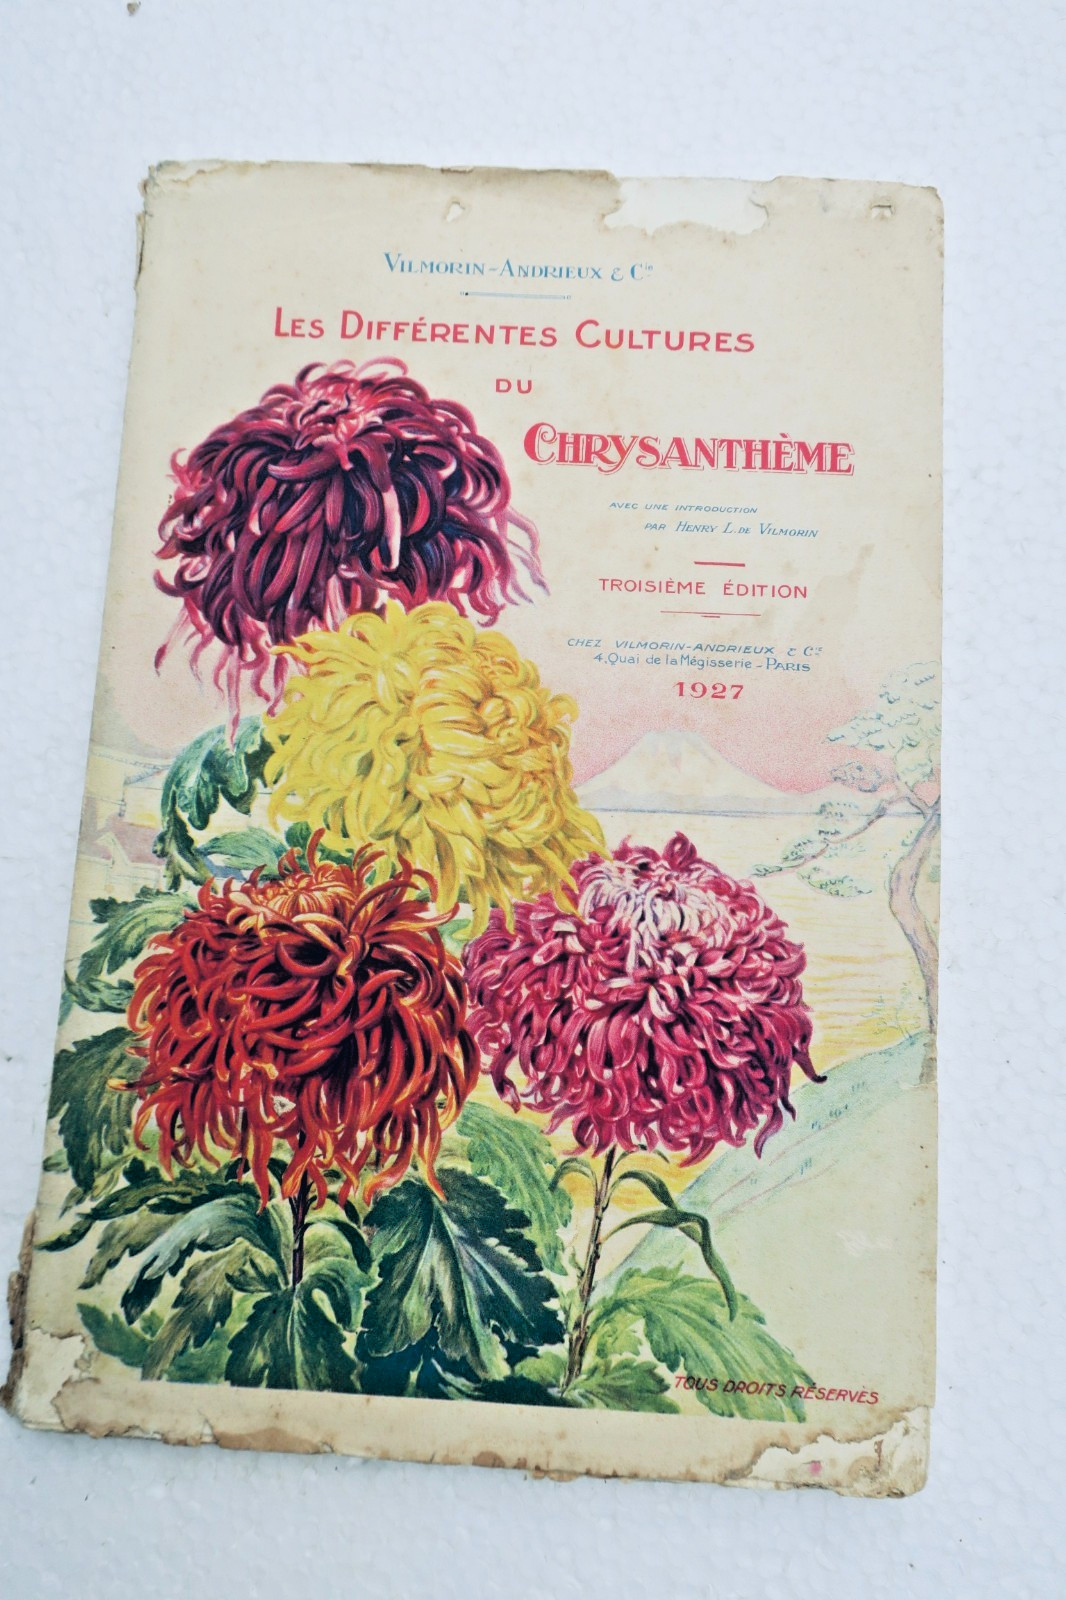 VILMORIN-ANDRIEUX & Cie
LES DIFFÉRENTES CULTURES
DU
CHRYSANTHÈME
AVEC UNE INTRODUCTION
PAR HENRY L. DE VILMORIN
TROISIÈME ÉDITION
CHEZ VILMORIN-ANDRIEUX & Cie
4, Quai de la Mégisserie - PARIS
1927
TOUS DROITS RÉSERVÉS